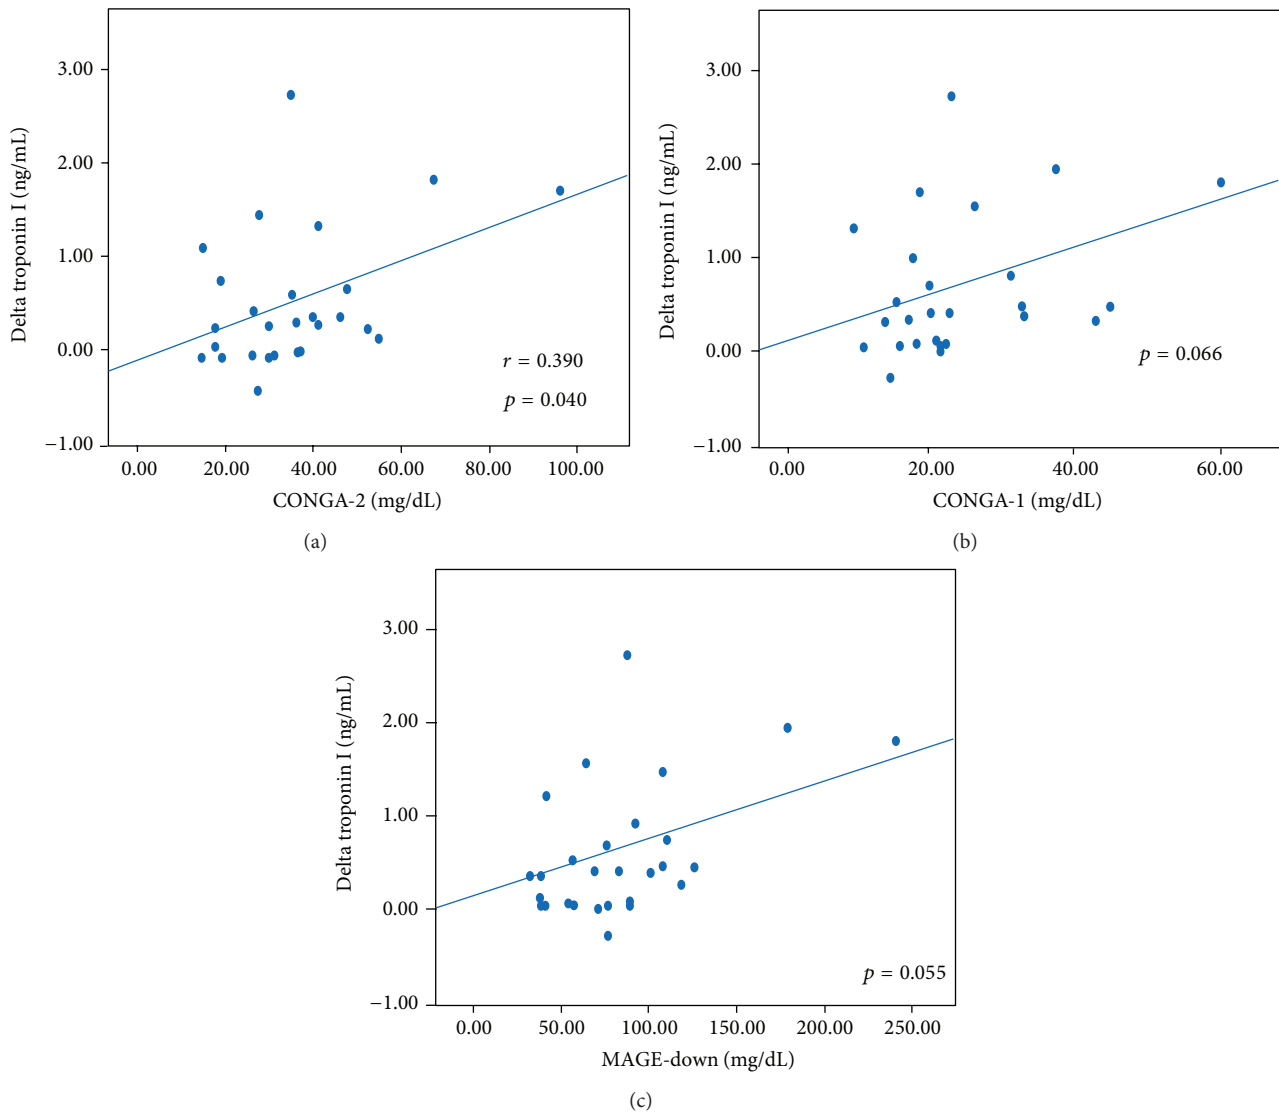 3.00
2.00
1.00
0.00
−1.00
Delta troponin I (ng/mL)
r = 0.390
p = 0.040
0.00 20.00 40.00 60.00 80.00 100.00
CONGA-2 (mg/dL)
(a)
3.00
2.00
1.00
0.00
−1.00
Delta troponin I (ng/mL)
p = 0.066
0.00 20.00 40.00 60.00
CONGA-1 (mg/dL)
(b)
3.00
2.00
1.00
0.00
−1.00
Delta troponin I (ng/mL)
p = 0.055
0.00 50.00 100.00 150.00 200.00 250.00
MAGE-down (mg/dL)
(c)